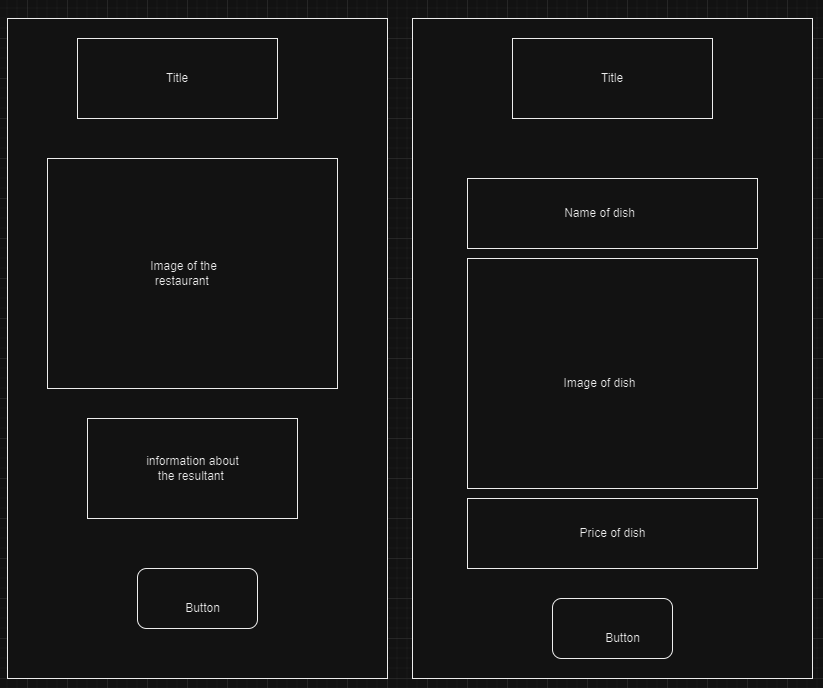 Title
Image of the
restaurant
information about
the resultant
Button
Title
Name of dish
Image of dish
Price of dish
Button